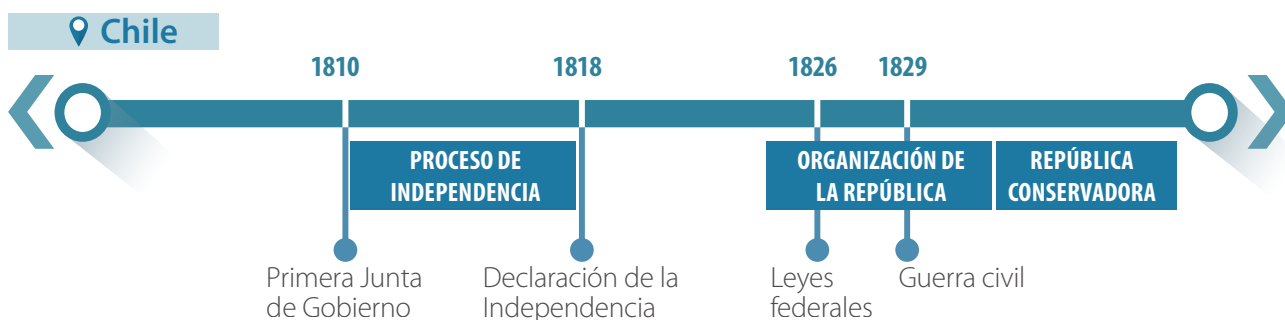 Chile
1810
1818
1826
1829
PROCESO DE
INDEPENDENCIA
ORGANIZACIÓN DE
LA REPÚBLICA
REPÚBLICA
CONSERVADORA
Primera Junta
de Gobierno
Declaración de la
Independencia
Leyes
federales
Guerra civil